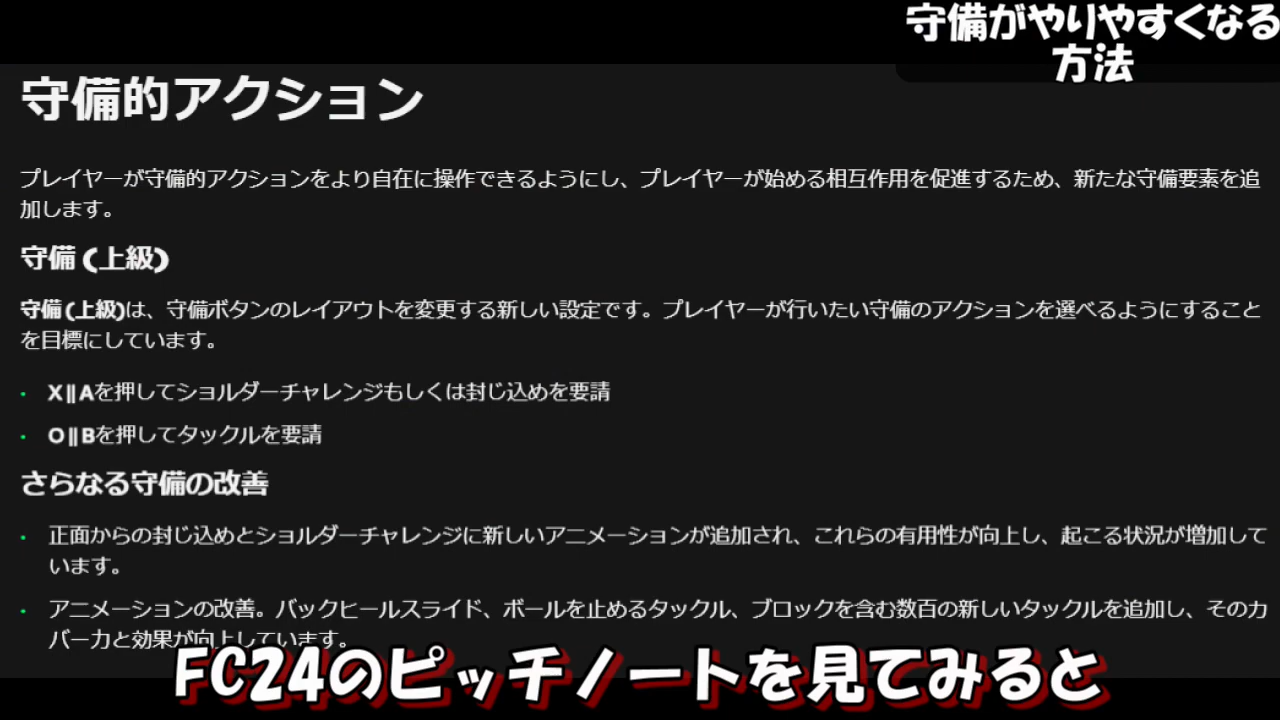 守備がやりやすくなる
方法
守備的アクション
プレイヤーが守備的アクションをより自在に操作できるようにし、プレイヤーが始める相互作用を促進するため、新たな守備要素を追
加します。
守備 (上級)
守備 (上級)は、守備ボタンのレイアウトを変更する新しい設定です。プレイヤーが行いたい守備のアクションを選べるようにすること
を目標にしています。
・ X‖Aを押してショルダーチャレンジもしくは封じ込めを要請
・ O‖Bを押してタックルを要請
さらなる守備の改善
・ 正面からの封じ込めとショルダーチャレンジに新しいアニメーションが追加され、これらの有用性が向上し、起こる状況が増加して
います。
・ アニメーションの改善。バックヒールスライド、ボールを止めるタックル、ブロックを含む数百の新しいタックルを追加し、そのカ
バー力と効果が向上しています。
FC24のピッチノートを見てみると